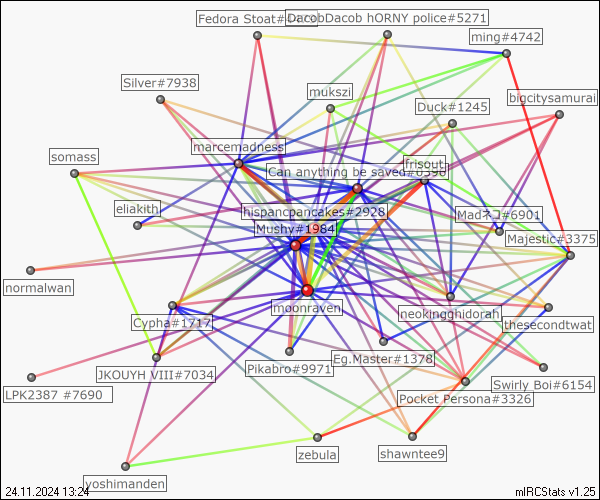 Fedora Stoat#
DacobDacob hORNY police#5271
ming#4742
Silver#7938
mukszi
bigcitysamurai
Duck#1245
marcemadness
somass
frisout
Can anything be saved#0390
eliakith
hispancpancakes#2928
Madネコ#6901
Mushy#1984
Majestic#3375
normalwan
moonraven
neokingghidorah
Cypha#1717
thesecondtwat
Eg.Master#1378
Pikabro#9971
JKOUYH VIII#7034
Swirly Boi#6154
LPK2387 #7690
Pocket Persona#3326
zebula
shawntee9
yoshimanden
24.11.2024 13:24
mIRCStats v1.25